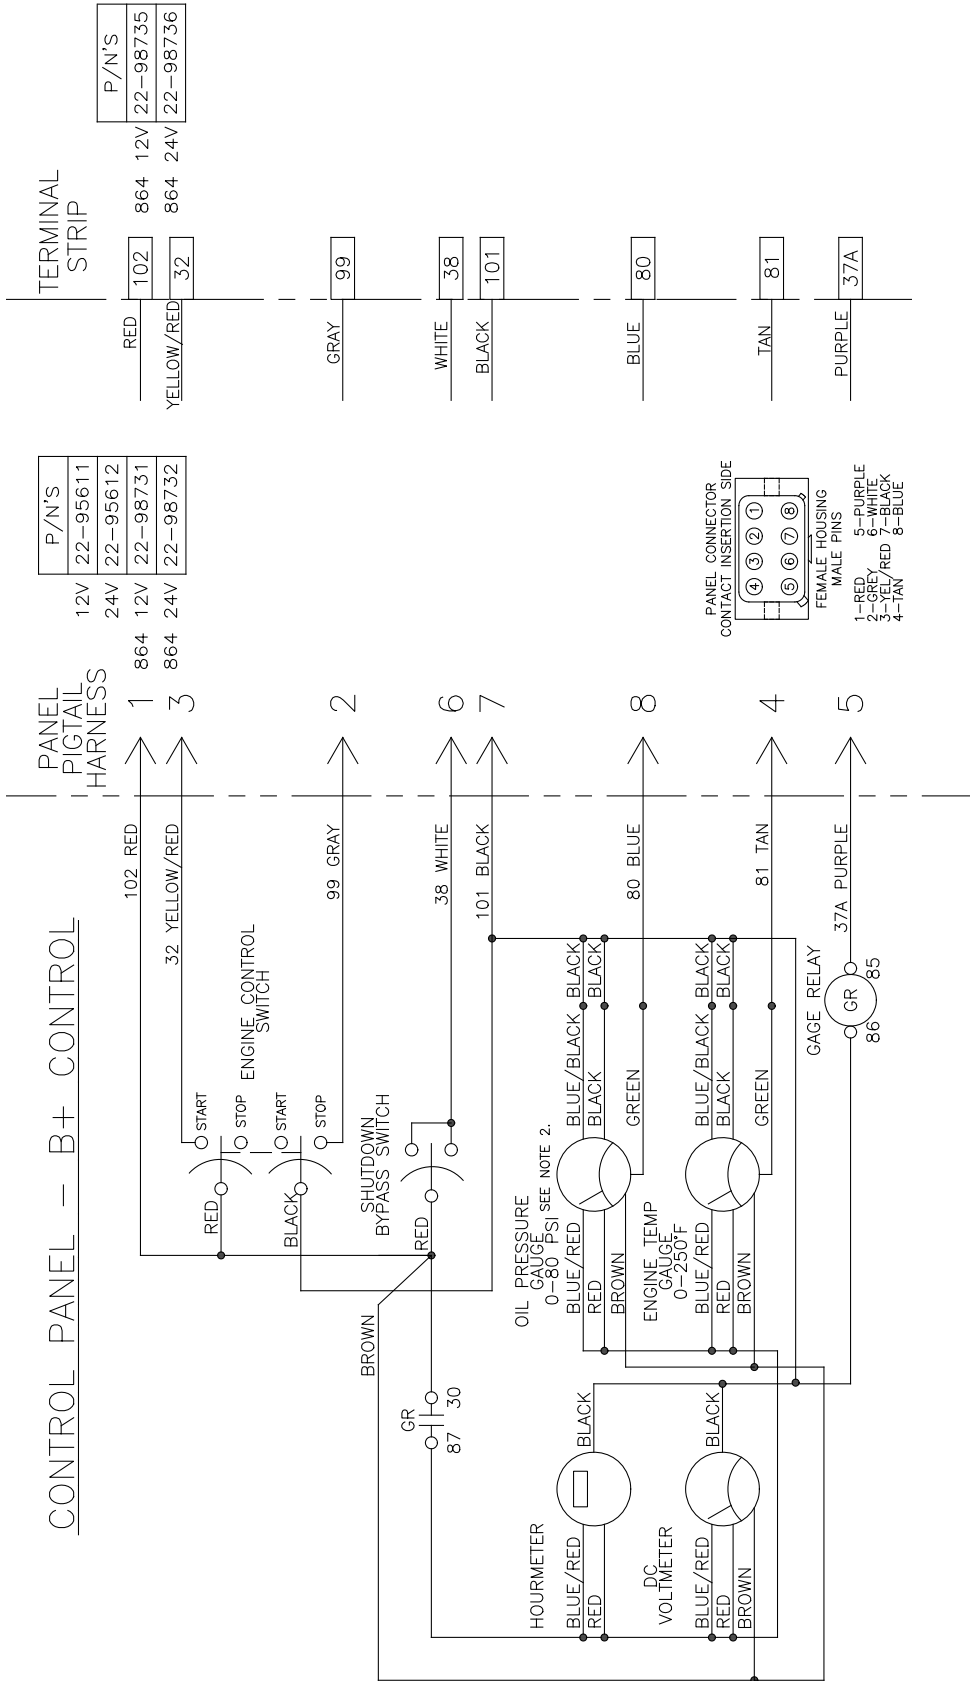 CONTROL PANEL - B+ CONTROL
PANEL
PIGTAIL
HARNESS
TERMINAL
STRIP
P/N'S
12V 22-95611
24V 22-95612
864 12V 22-98731
864 24V 22-98732
P/N'S
864 12V 22-98735
864 24V 22-98736
102 RED
1
RED
102
32 YELLOW/RED
3
YELLOW/RED
32
START
STOP
ENGINE CONTROL
SWITCH
START
STOP
RED
BLACK
99 GRAY
2
GRAY
99
SHUTDOWN
BYPASS SWITCH
RED
38 WHITE
6
WHITE
38
101 BLACK
7
BLACK
101
BROWN
GR
87
30
OIL PRESSURE
GAUGE
0-80 PSI SEE NOTE 2.
BLUE/RED
RED
BROWN
BLUE/BLACK
BLACK
GREEN
BLACK
BLACK
80 BLUE
8
BLUE
80
ENGINE TEMP
GAUGE
0-250°F
BLUE/RED
RED
BROWN
BLUE/BLACK
BLACK
GREEN
BLACK
BLACK
81 TAN
4
TAN
81
HOURMETER
BLUE/RED
RED
BLACK
DC
VOLTMETER
BLUE/RED
RED
BROWN
BLACK
GAGE RELAY
86
GR
85
37A PURPLE
5
PURPLE
37A
PANEL CONNECTOR
CONTACT INSERTION SIDE
4 3 2 1
5 6 7 8
FEMALE HOUSING
MALE PINS
1-RED 5-PURPLE
2-GREY 6-WHITE
3-YEL/RED 7-BLACK
4-TAN 8-BLUE